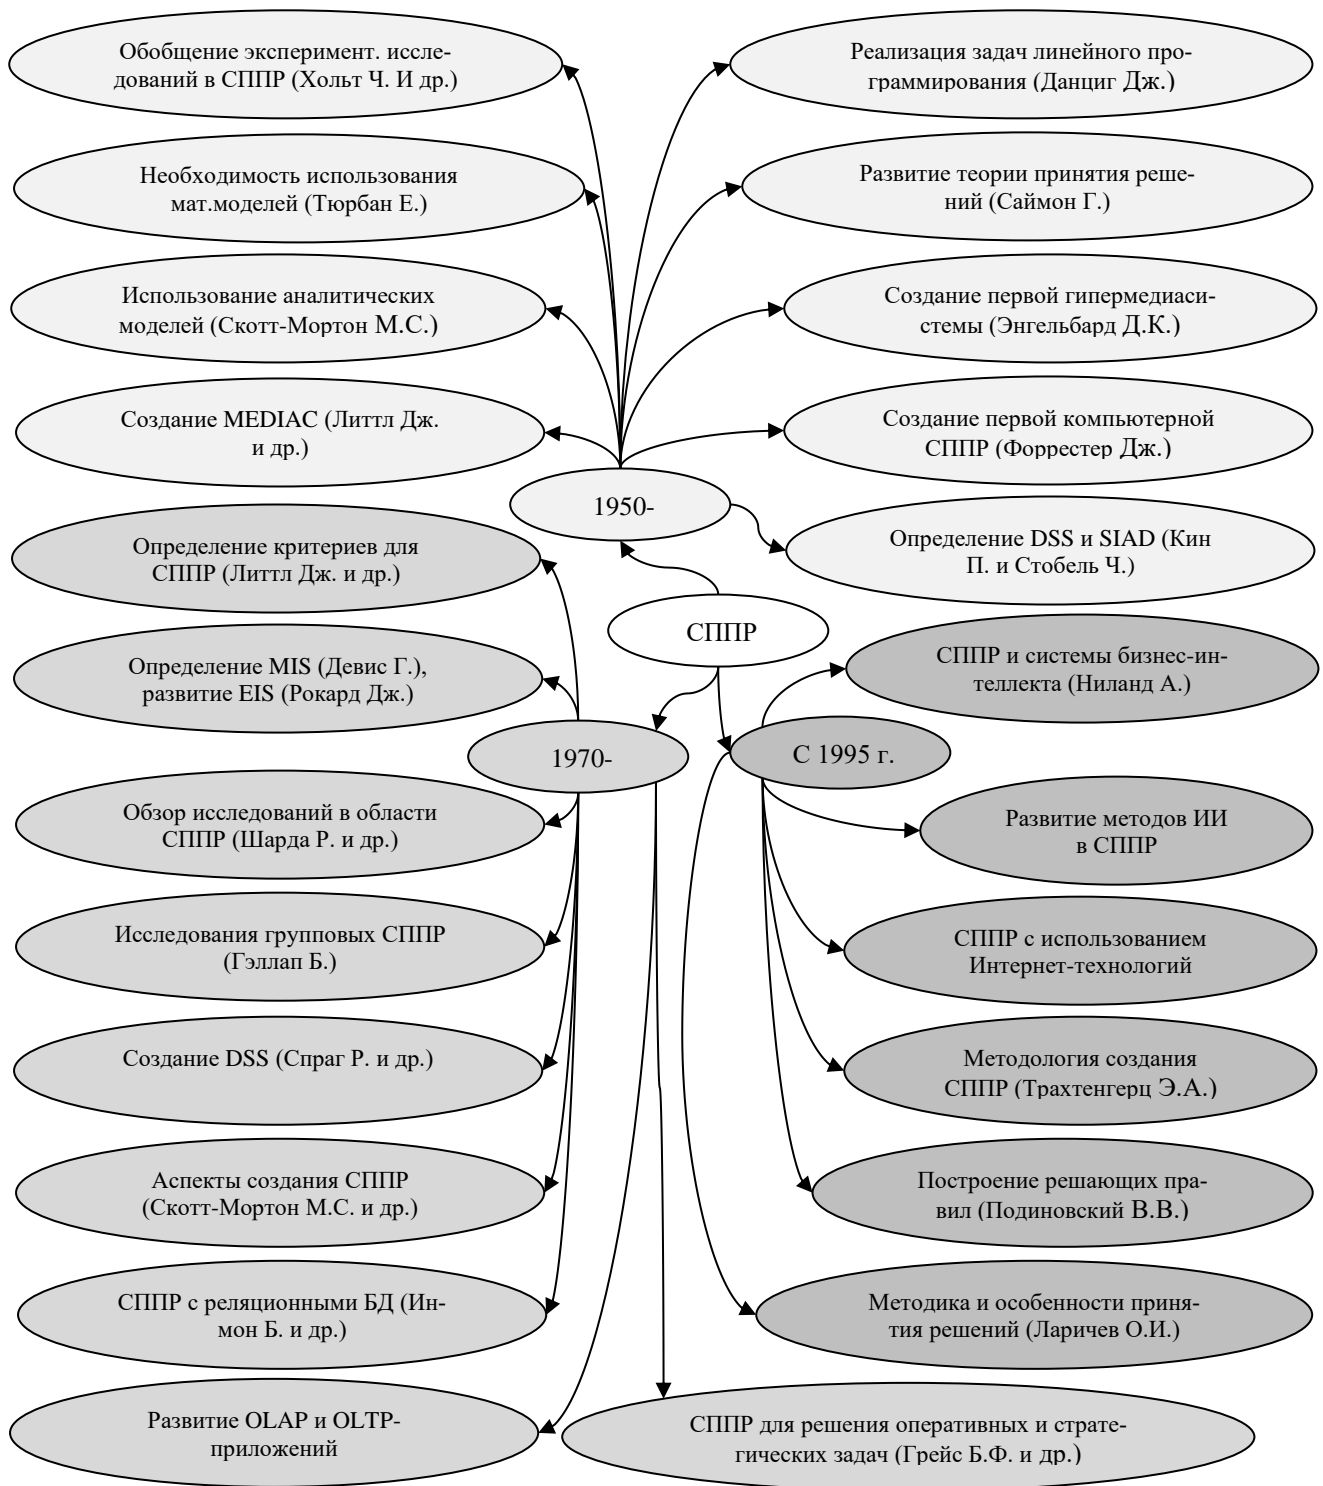 Обобщение эксперимент. иссле-
дований в СППР (Хольт Ч. И др.)
Реализация задач линейного про-
граммирования (Данциг Дж.)
Необходимость использования
мат.моделей (Тюрбан Е.)
Развитие теории принятия реше-
ний (Саймон Г.)
Использование аналитических
моделей (Скотт-Мортон М.С.)
Создание первой гипермедиаси-
стемы (Энгельбард Д.К.)
Создание MEDIAC (Литтл Дж.
и др.)
Создание первой компьютерной
СППР (Форрестер Дж.)
1950-
Определение DSS и SIAD (Кин
П. и Стобель Ч.)
Определение критериев для
СППР (Литтл Дж. и др.)
СППР
Определение MIS (Девис Г.),
развитие EIS (Рокард Дж.)
СППР и системы бизнес-ин-
теллекта (Ниланд А.)
1970-
С 1995 г.
Обзор исследований в области
СППР (Шарда Р. и др.)
Развитие методов ИИ
в СППР
Исследования групповых СППР
(Гэллап Б.)
СППР с использованием
Интернет-технологий
Создание DSS (Спраг Р. и др.)
Методология создания
СППР (Трахтенгерц Э.А.)
Аспекты создания СППР
(Скотт-Мортон М.С. и др.)
Построение решающих пра-
вил (Подиновский В.В.)
СППР с реляционными БД (Ин-
мон Б. и др.)
Методика и особенности приня-
тия решений (Ларичев О.И.)
Развитие OLAP и OLTP-
приложений
СППР для решения оперативных и страте-
гических задач (Грейс Б.Ф. и др.)